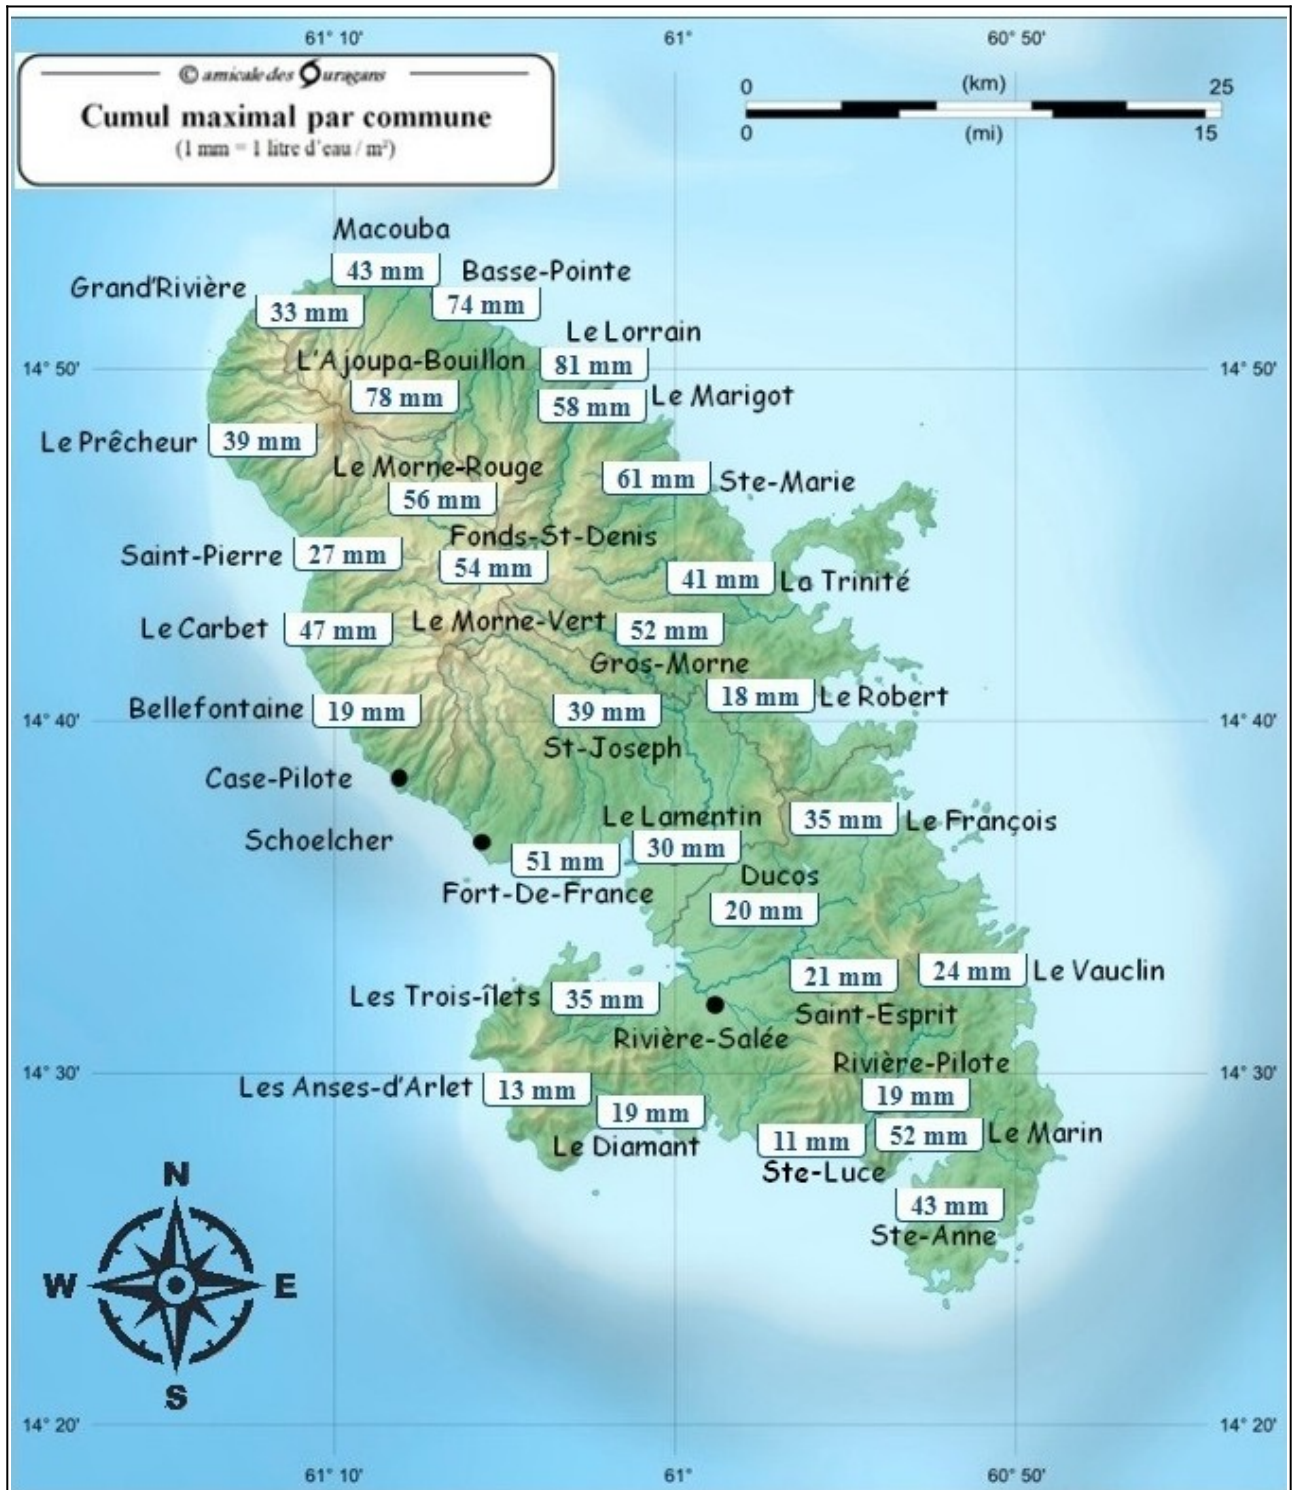 61° 10'
61°
60° 50'
© amicale des Ouragans
Cumul maximal par commune
(1 mm = 1 litre d'eau / m²)
0
(km)
25
0
(mi)
15
Macouba
43 mm
Basse-Pointe
74 mm
Grand'Rivière
33 mm
Le Lorrain
81 mm
L'Ajoupa-Bouillon
78 mm
14° 50'
14° 50'
58 mm
Le Marigot
Le Prêcheur
39 mm
Le Morne-Rouge
56 mm
61 mm
Ste-Marie
Saint-Pierre
27 mm
Fonds-St-Denis
54 mm
41 mm
La Trinité
Le Carbet
47 mm
Le Morne-Vert
52 mm
Gros-Morne
18 mm
Le Robert
Bellefontaine
19 mm
39 mm
St-Joseph
14° 40'
14° 40'
Case-Pilote
Schoelcher
Le Lamentin
30 mm
35 mm
Le François
51 mm
Fort-De-France
Ducos
20 mm
21 mm
Saint-Esprit
24 mm
Le Vauclin
Les Trois-îlets
35 mm
Rivière-Salée
Rivière-Pilote
19 mm
14° 30'
14° 30'
Les Anses-d'Arlet
13 mm
19 mm
Le Diamant
11 mm
Ste-Luce
52 mm
Le Marin
43 mm
Ste-Anne
N
W
E
S
14° 20'
14° 20'
61° 10'
61°
60° 50'